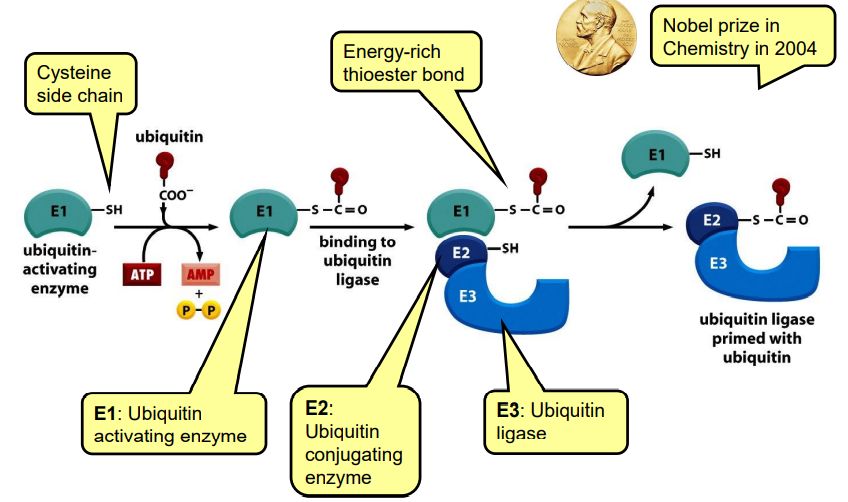 Nobel prize in
Chemistry in 2004
Energy-rich
thioester bond
Cysteine
side chain
ubiquitin
COO⁻
E1
SH
ubiquitin-
activating
enzyme
ATP
AMP
+
P–P
E1
S–C=O
binding to
ubiquitin
ligase
E1
S–C=O
E2
SH
E3
E1
SH
E2
S–C=O
E3
ubiquitin ligase
primed with
ubiquitin
E1: Ubiquitin
activating enzyme
E2:
Ubiquitin
conjugating
enzyme
E3: Ubiquitin
ligase